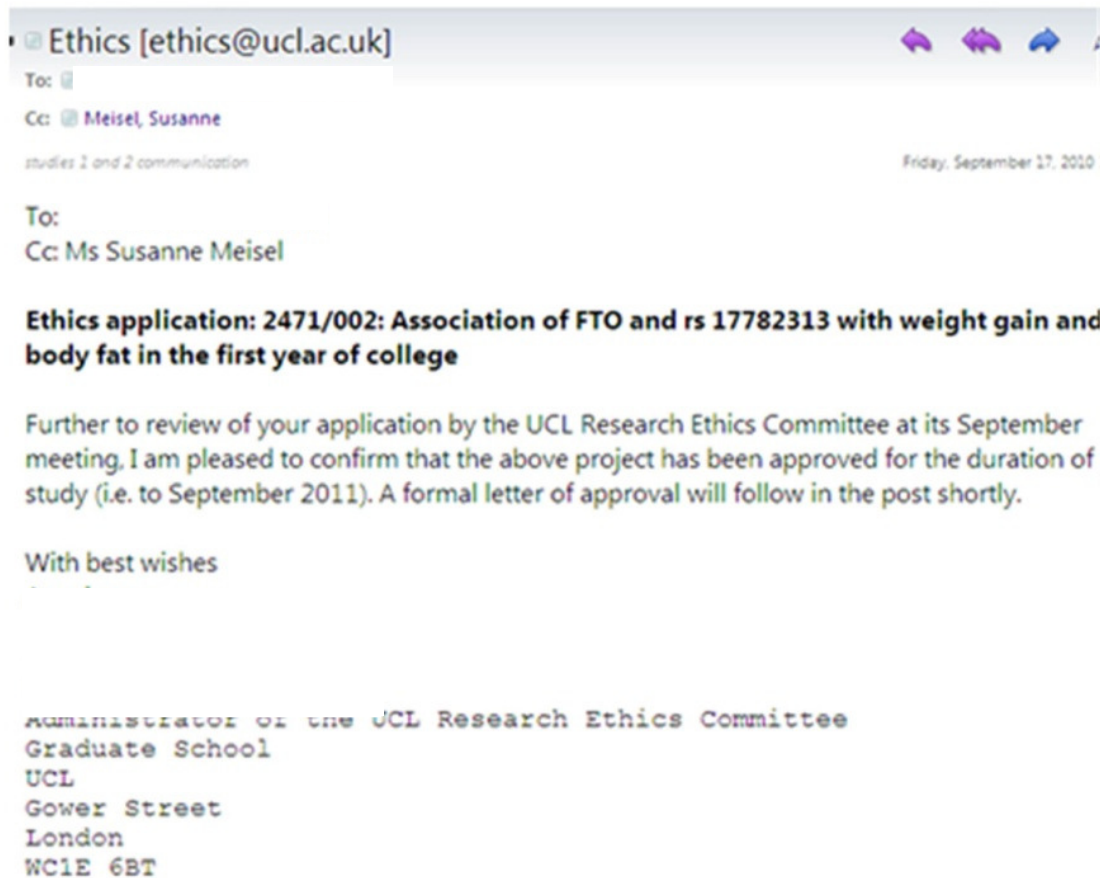 Ethics [ethics@ucl.ac.uk]
To:
Cc: Meisel, Susanne
studies 1 and 2 communication
Friday, September 17, 2010
To:
Cc: Ms Susanne Meisel
Ethics application: 2471/002: Association of FTO and rs 17782313 with weight gain and
body fat in the first year of college
Further to review of your application by the UCL Research Ethics Committee at its September
meeting, I am pleased to confirm that the above project has been approved for the duration of
study (i.e. to September 2011). A formal letter of approval will follow in the post shortly.
With best wishes
Administrator of the UCL Research Ethics Committee
Graduate School
UCL
Gower Street
London
WC1E 6BT